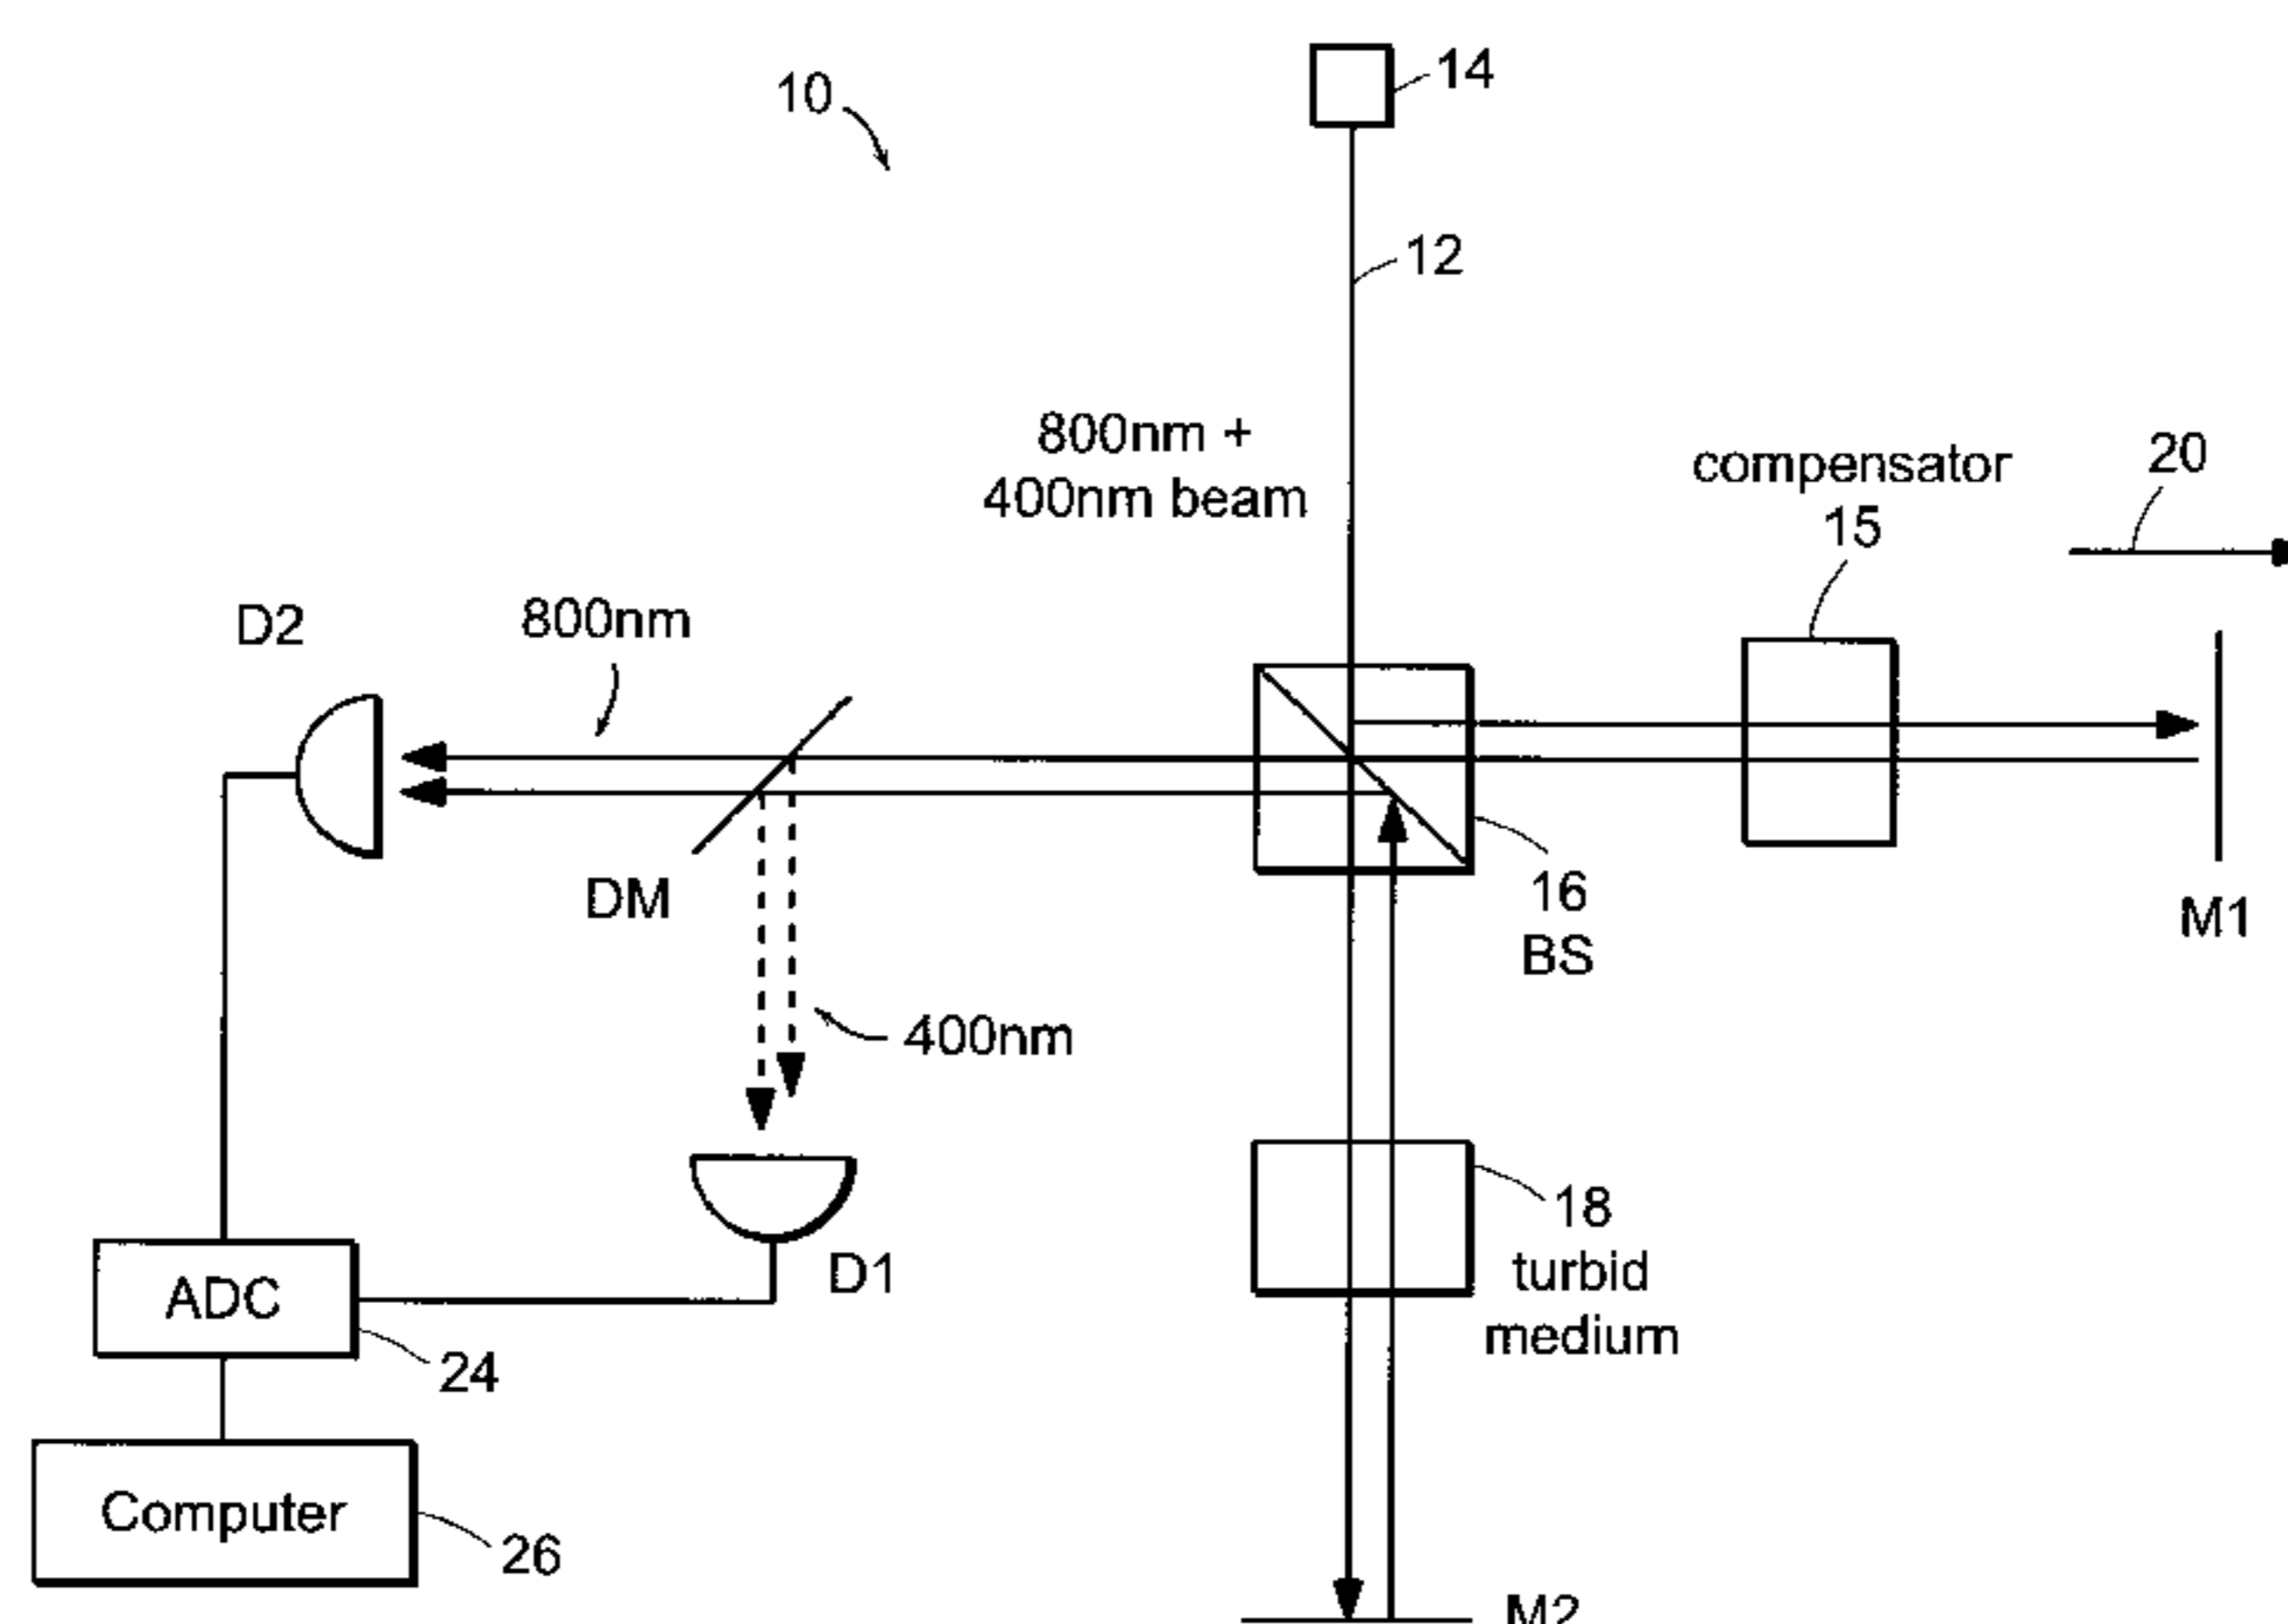 14
10
12
800nm +
400nm beam
compensator
15
20
D2
800nm
DM
16
BS
M1
400nm
18
turbid
medium
D1
ADC
24
Computer
26
M2